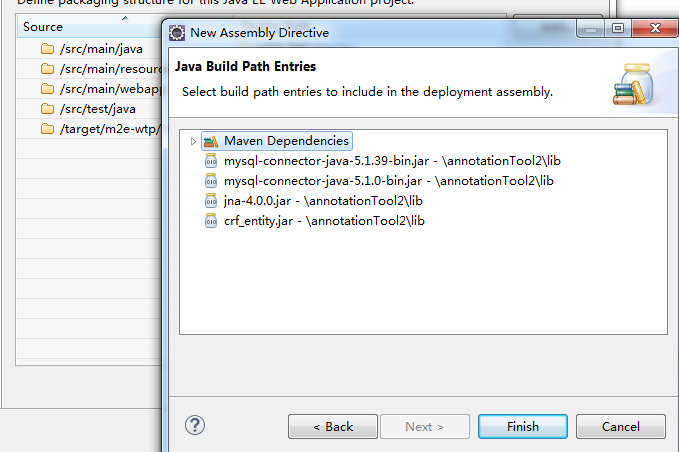 Define packaging structure for this Java EE Web Application project.
Source
/src/main/java
/src/main/resour
/src/main/webapp
/src/test/java
/target/m2e-wtp/
New Assembly Directive
Java Build Path Entries
Select build path entries to include in the deployment assembly.
Maven Dependencies
mysql-connector-java-5.1.39-bin.jar - \annotationTool2\lib
mysql-connector-java-5.1.0-bin.jar - \annotationTool2\lib
jna-4.0.0.jar - \annotationTool2\lib
crf_entity.jar - \annotationTool2\lib
< Back
Next >
Finish
Cancel